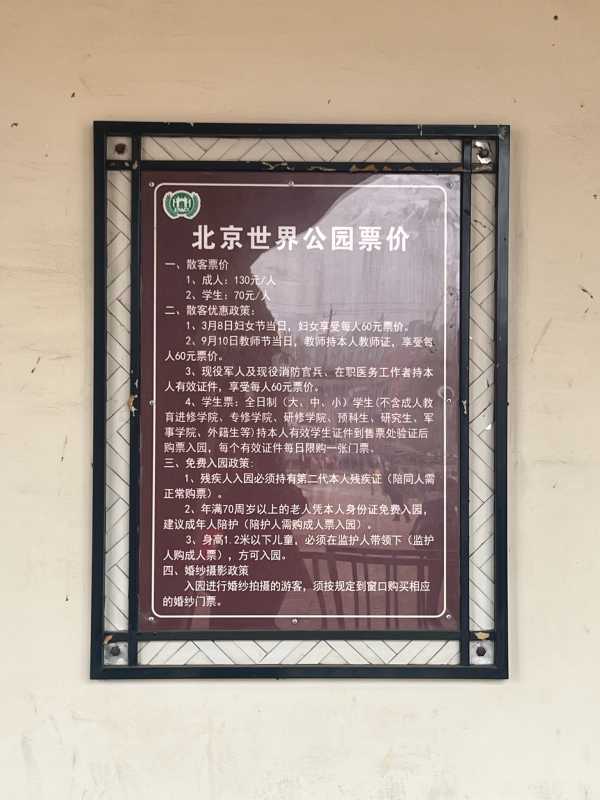 北京世界公园票价
一、散客票价
1、成人：130元/人
2、学生：70元/人
二、散客优惠政策：
1、3月8日妇女节当日，妇女享受每人60元票价。
2、9月10日教师节当日，教师持本人教师证，享受每
人60元票价。
3、现役军人及现役消防官兵、在职医务工作者持本
人有效证件，享受每人60元票价。
4、学生票：全日制（大、中、小）学生(不含成人教
育进修学院、专修学院、研修学院、预科生、研究生、军
事学院、外籍生等)持本人有效学生证件到售票处验证后
购票入园，每个有效证件每日限购一张门票。
三、免费入园政策：
1、残疾人入园必须持有第二代本人残疾证（陪同人需
正常购票）。
2、年满70周岁以上的老人凭本人身份证免费入园，
建议成年人陪护（陪护人需购成人票入园）。
3、身高1.2米以下儿童，必须在监护人带领下（监护
人购成人票），方可入园。
四、婚纱摄影政策
入园进行婚纱拍摄的游客，须按规定到窗口购买相应
的婚纱门票。